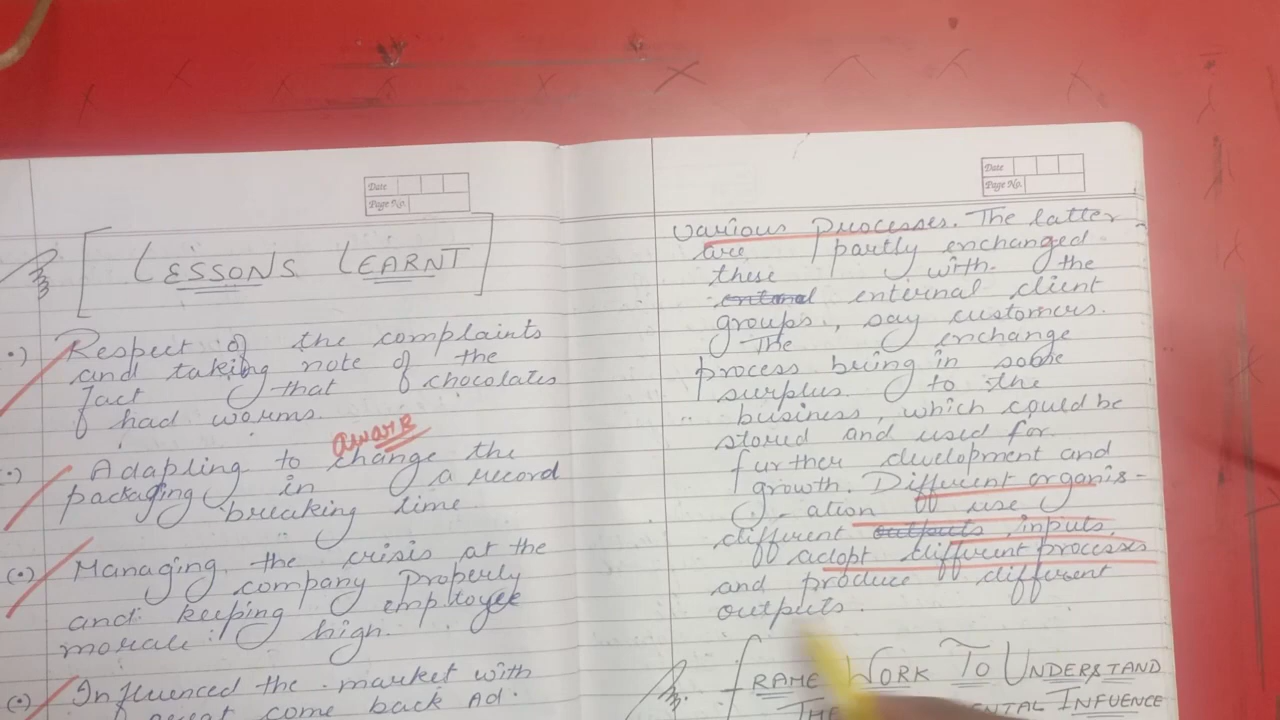 Date
Page No.
LESSONS LEARNT
•) Respect of the complaints
and taking note of the
fact that chocolates
had worms.
aware
•) Adapting to change the
packaging in a record
breaking time
(•) Managing the crisis at the
company properly
and keeping employee
morale high.
(•) Influenced the market with
come back Ad.
Date
Page No.
various processes. The latter
are partly exchanged
these with the
external client
groups, say customers.
The exchange
process being in some
surplus to the
business, which could be
stored and used for
further development and
growth. Different organis-
ation use
different outputs inputs,
adopt different processes
and produce different
outputs.
FRAME WORK TO UNDERSTAND
THE